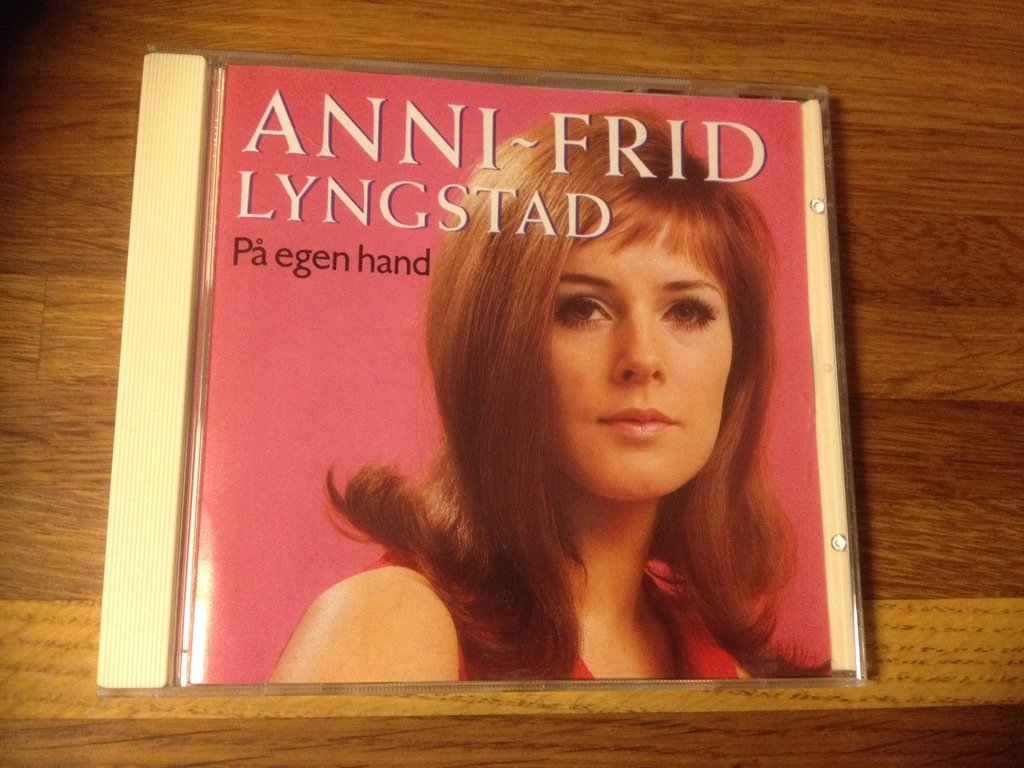 ANNI~FRID
LYNGSTAD
På egen hand